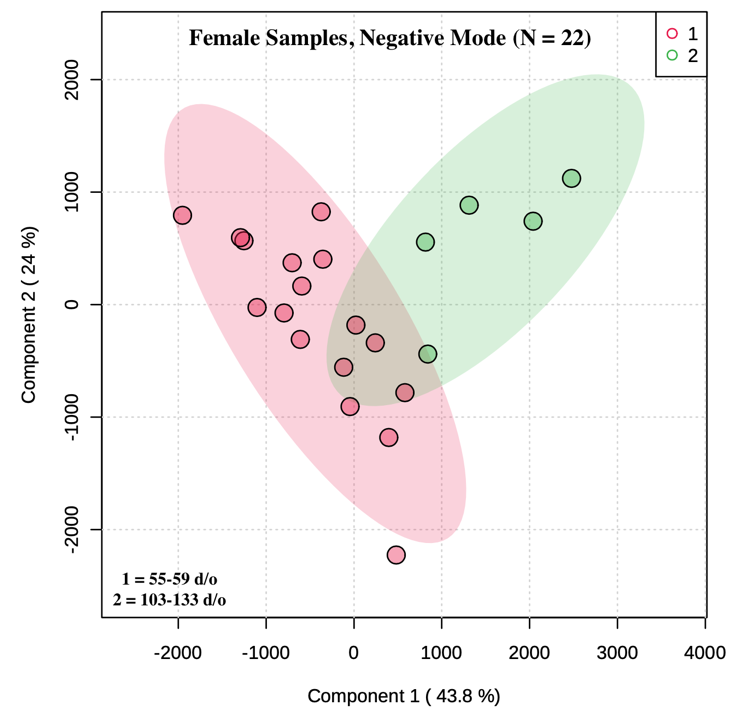 Female Samples, Negative Mode (N = 22)
1
2
Component 2 ( 24 %)
2000
1000
0
-1000
-2000
1 = 55-59 d/o
2 = 103-133 d/o
-2000 -1000 0 1000 2000 3000 4000
Component 1 ( 43.8 %)